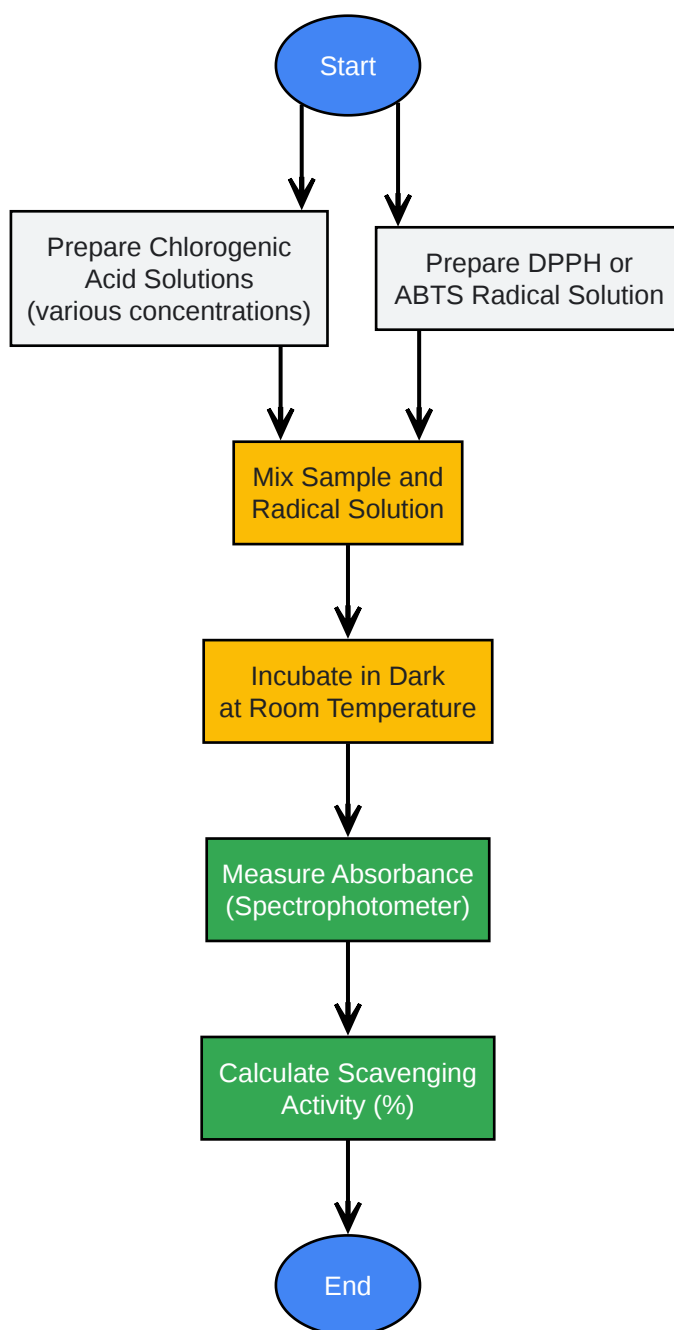 Start
Prepare Chlorogenic
Acid Solutions
(various concentrations)
Prepare DPPH or
ABTS Radical Solution
Mix Sample and
Radical Solution
Incubate in Dark
at Room Temperature
Measure Absorbance
(Spectrophotometer)
Calculate Scavenging
Activity (%)
End